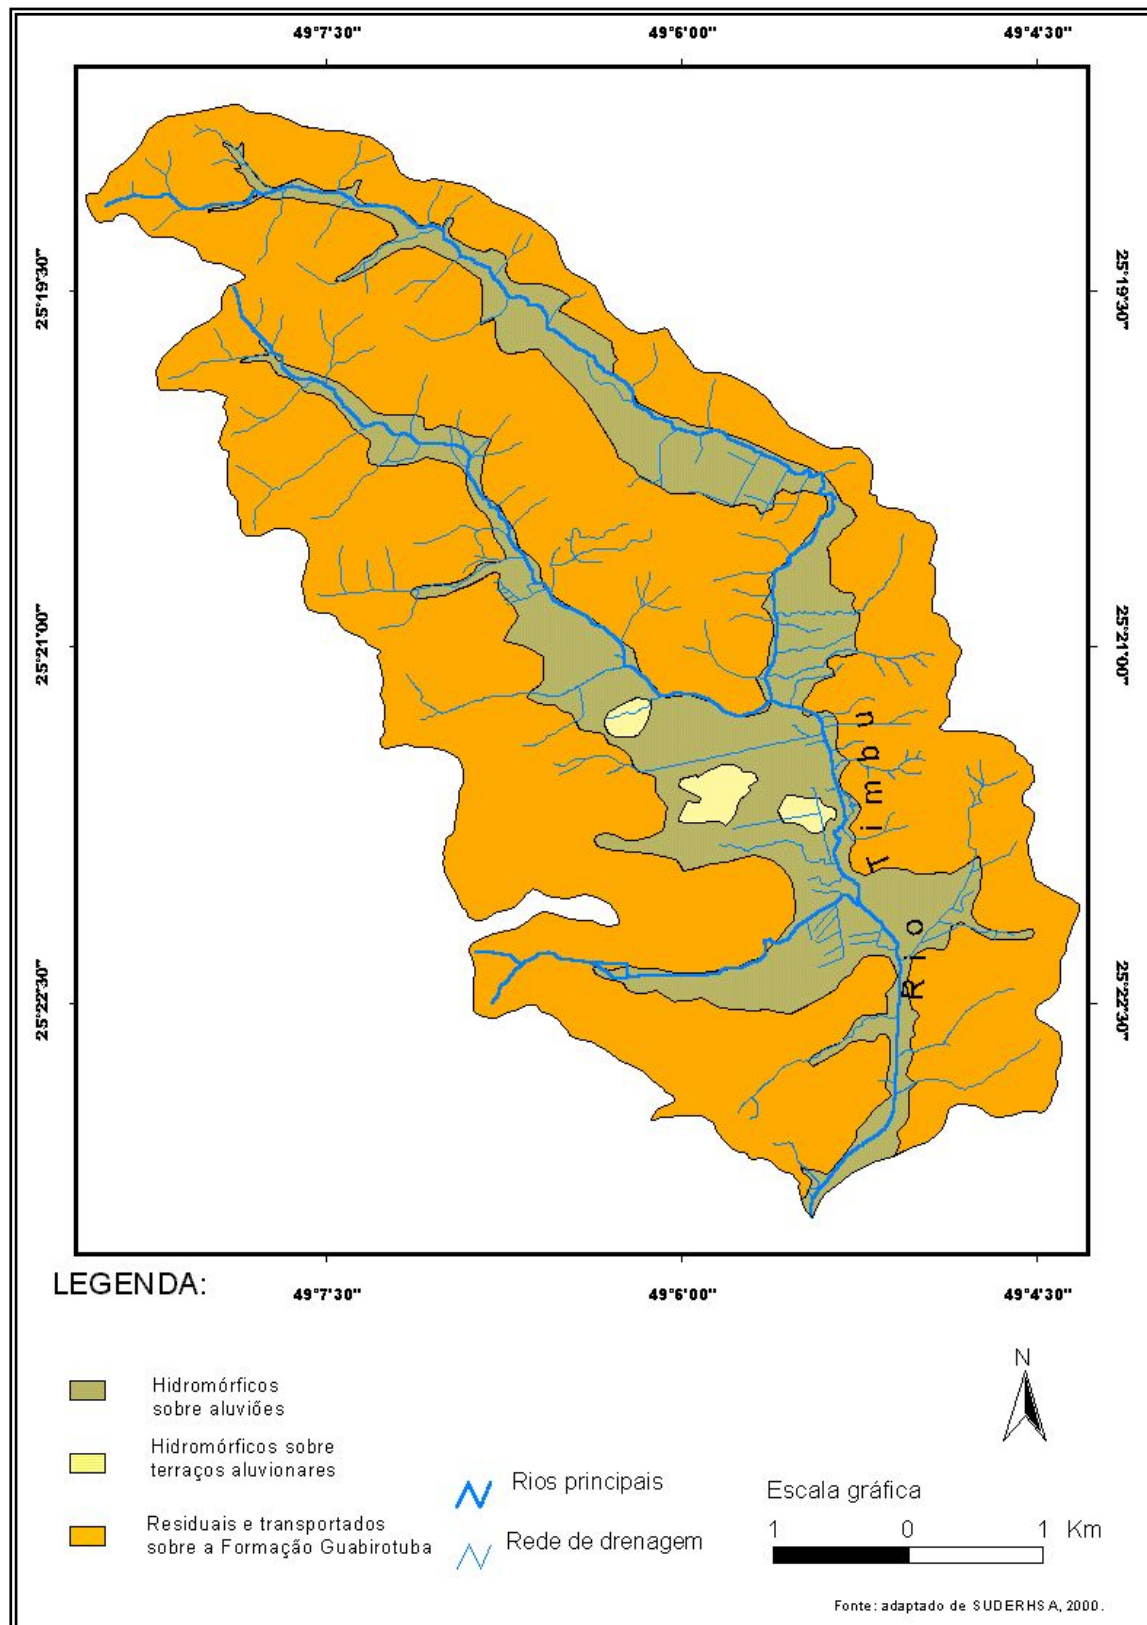 49°7'30" 49°6'00" 49°4'30"
25°19'30" 25°19'30"
25°21'00" 25°21'00"
25°22'30" 25°22'30"
Rio Timbu
LEGENDA:
49°7'30" 49°6'00" 49°4'30"
Hidromórficos
sobre aluviões
Hidromórficos sobre
terraços aluvionares
Residuais e transportados
sobre a Formação Guabirotuba
Rios principais
Rede de drenagem
N
Escala gráfica
1 0 1 Km
Fonte: adaptado de SUDERHSA, 2000.